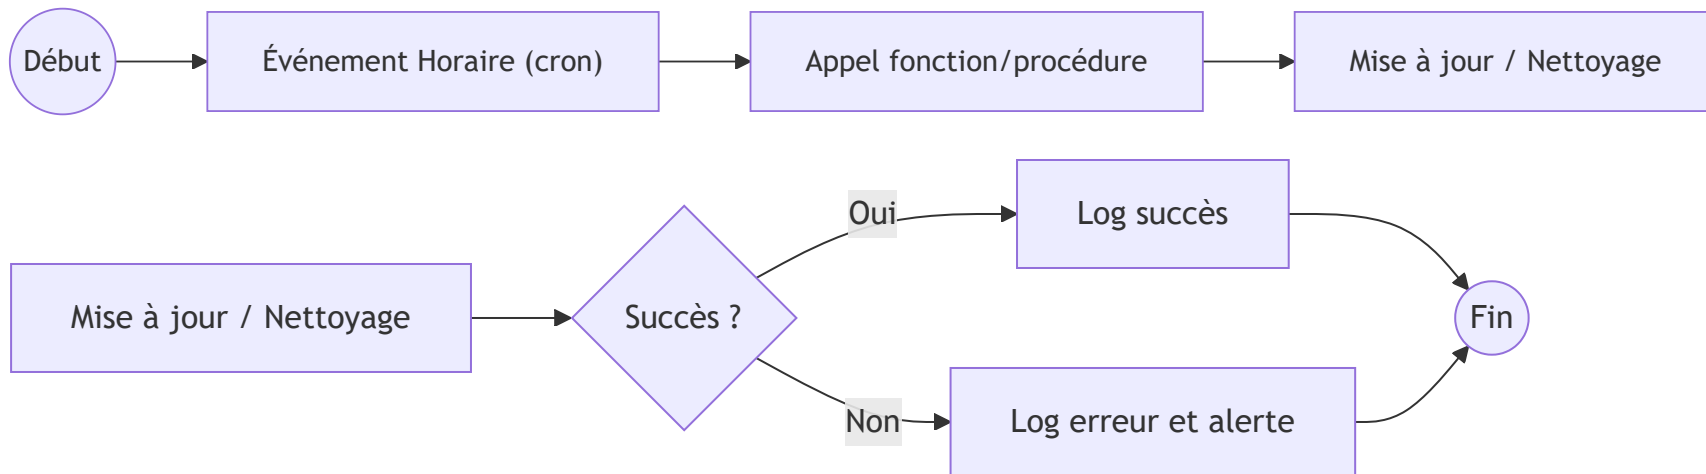 Début
Événement Horaire (cron)
Appel fonction/procédure
Mise à jour / Nettoyage
Mise à jour / Nettoyage
Succès ?
Oui
Log succès
Non
Log erreur et alerte
Fin